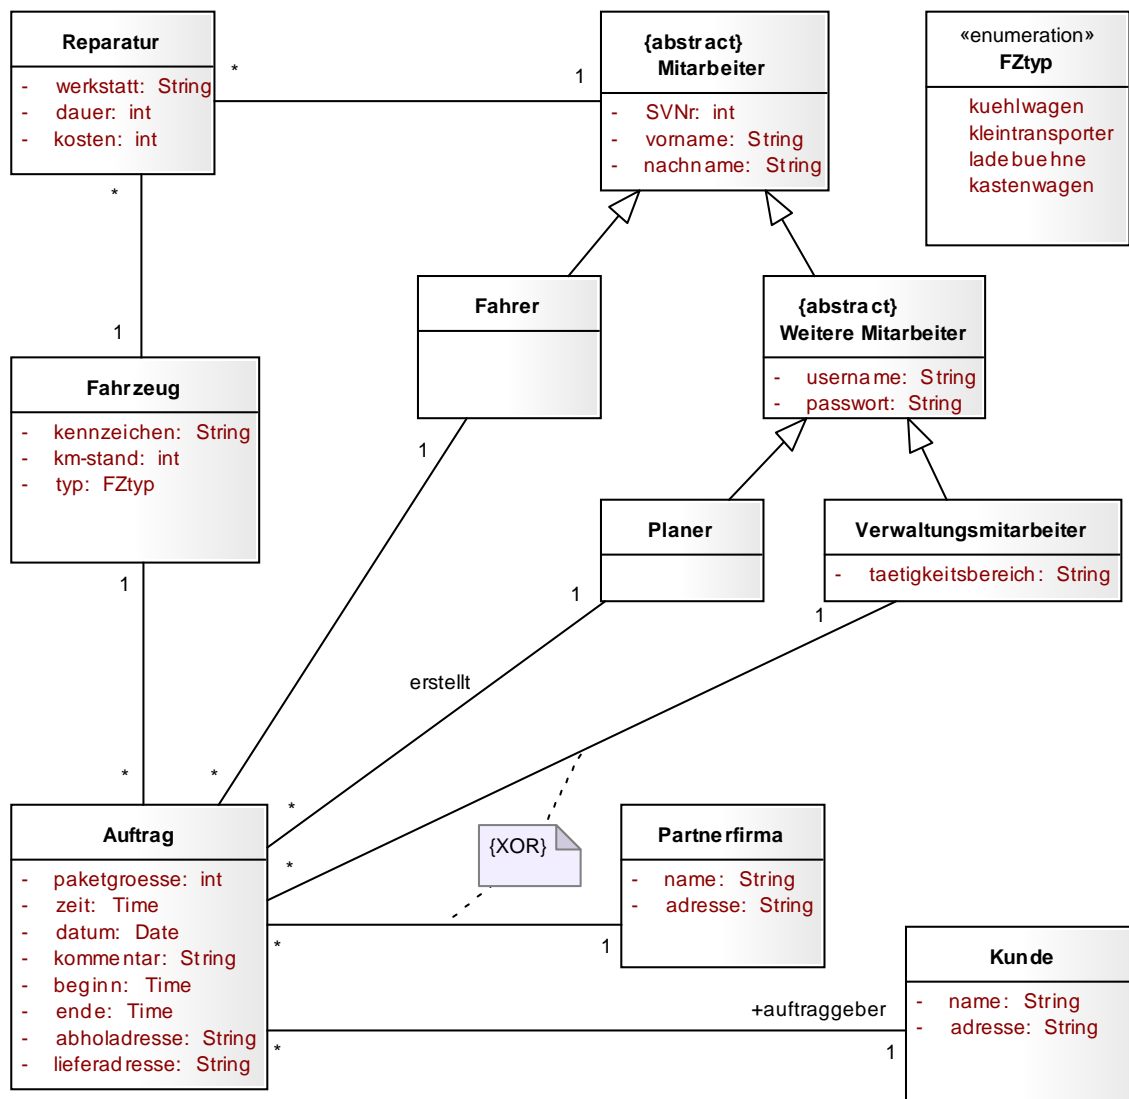 Reparatur
- werkstatt: String
- dauer: int
- kosten: int
*
1
{abstract}
Mitarbeiter
- SVNr: int
- vorname: String
- nachname: String
«enumeration»
FZtyp
kuehlwagen
kleintransporter
ladebuehne
kastenwagen
*
1
Fahrer
{abstract}
Weitere Mitarbeiter
- username: String
- passwort: String
Fahrzeug
- kennzeichen: String
- km-stand: int
- typ: FZtyp
1
Planer
Verwaltungsmitarbeiter
- taetigkeitsbereich: String
1
1
1
erstellt
*
*
*
*
Auftrag
- paketgroesse: int
- zeit: Time
- datum: Date
- kommentar: String
- beginn: Time
- ende: Time
- abholadresse: String
- lieferadresse: String
{XOR}
Partnerfirma
- name: String
- adresse: String
*
1
Kunde
- name: String
- adresse: String
+auftraggeber
*
1